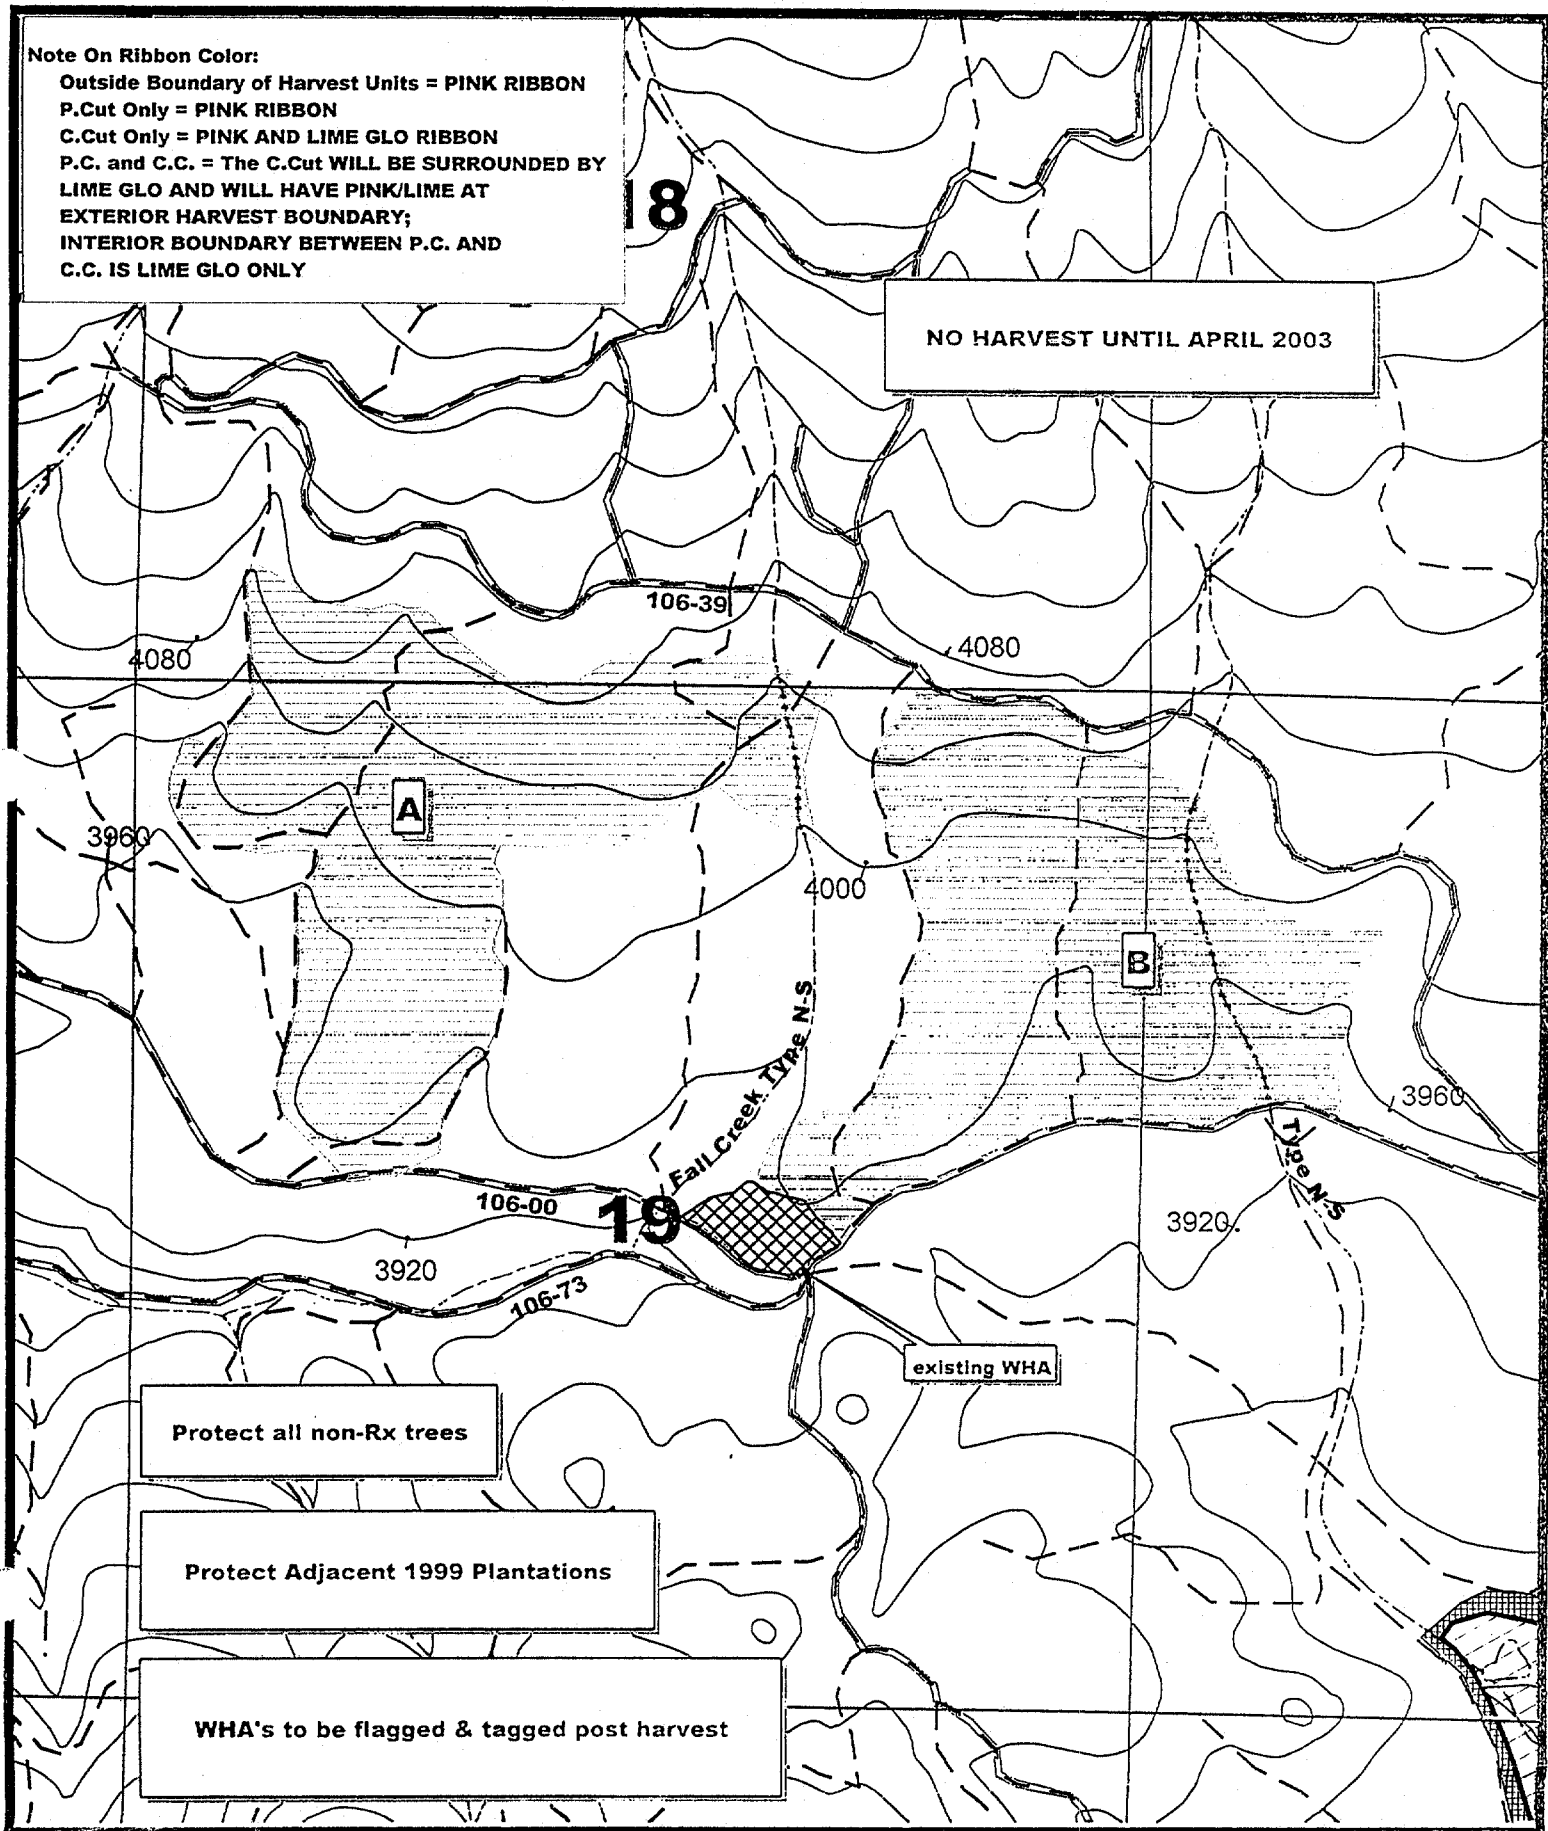 Note On Ribbon Color:
Outside Boundary of Harvest Units = PINK RIBBON
P.Cut Only = PINK RIBBON
C.Cut Only = PINK AND LIME GLO RIBBON
P.C. and C.C. = The C.Cut WILL BE SURROUNDED BY
LIME GLO AND WILL HAVE PINK/LIME AT
EXTERIOR HARVEST BOUNDARY;
INTERIOR BOUNDARY BETWEEN P.C. AND
C.C. IS LIME GLO ONLY
18
NO HARVEST UNTIL APRIL 2003
106-39
4080
4080
A
3960
4000
B
Fall Creek Type N-S
3960
Type N-S
106-00
19
3920
3920
106-73
existing WHA
Protect all non-Rx trees
Protect Adjacent 1999 Plantations
WHA's to be flagged & tagged post harvest